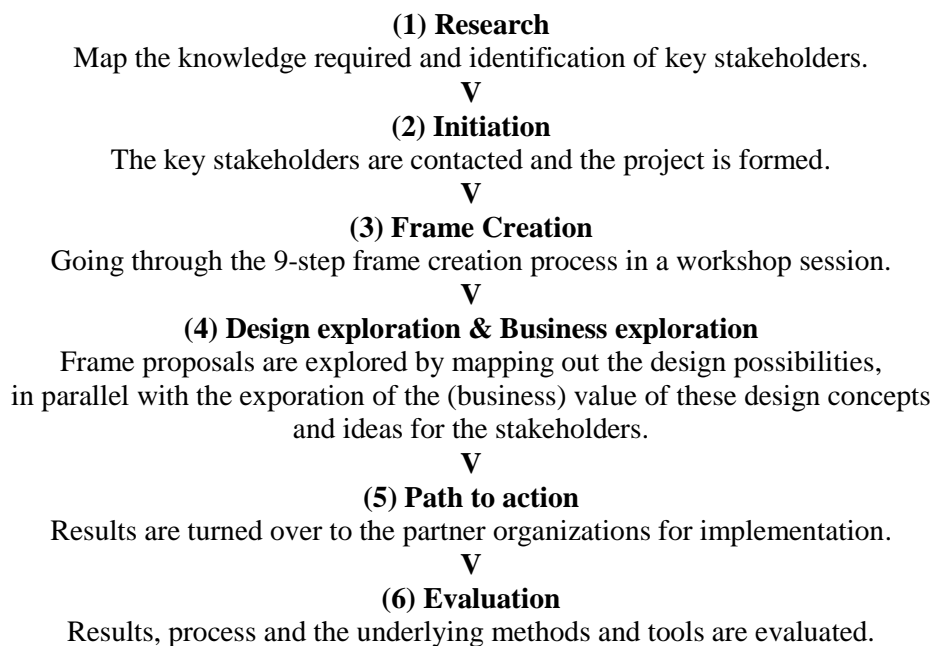 (1) Research
Map the knowledge required and identification of key stakeholders.
V
(2) Initiation
The key stakeholders are contacted and the project is formed.
V
(3) Frame Creation
Going through the 9-step frame creation process in a workshop session.
V
(4) Design exploration & Business exploration
Frame proposals are explored by mapping out the design possibilities,
in parallel with the exporation of the (business) value of these design concepts
and ideas for the stakeholders.
V
(5) Path to action
Results are turned over to the partner organizations for implementation.
V
(6) Evaluation
Results, process and the underlying methods and tools are evaluated.